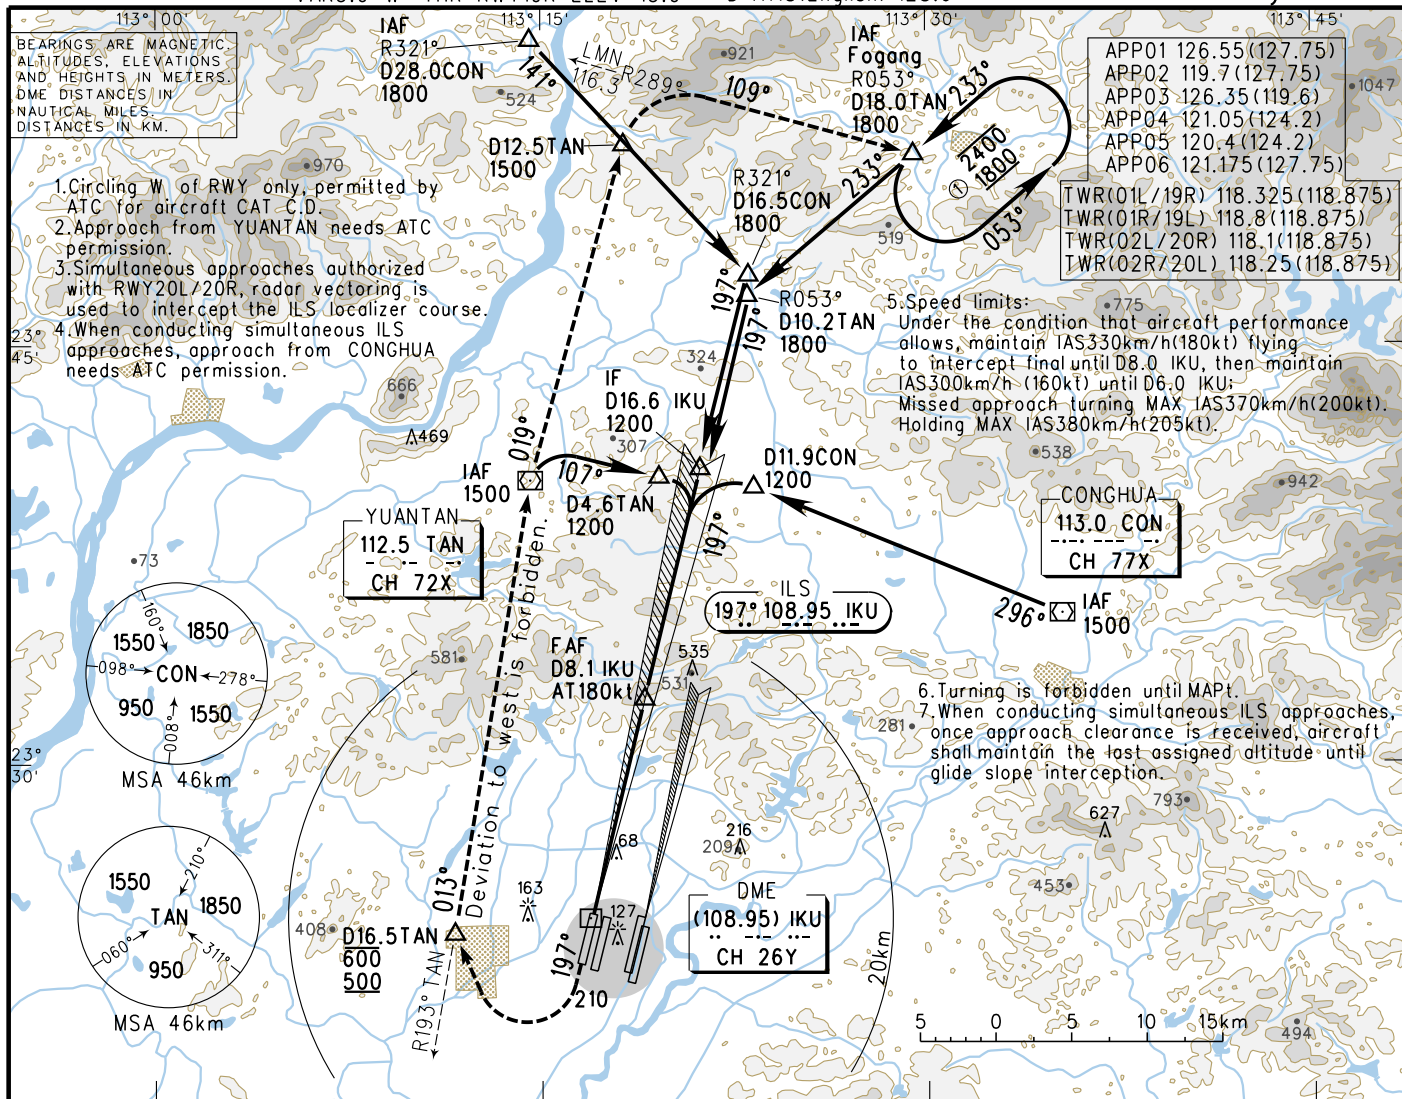 113° 00'
113° 15'
113° 30'
113° 45'
BEARINGS ARE MAGNETIC.
ALTITUDES, ELEVATIONS
AND HEIGHTS IN METERS.
DME DISTANCES IN
NAUTICAL MILES.
DISTANCES IN KM.
IAF
R321°
D28.0CON
1800
141°
LMN
116.3
R289°
921
524
109°
IAF
Fogang
R053°
D18.0TAN
1800
233°
2400
1800
①
053°
233°
519
APP01 126.55(127.75)
APP02 119.7(127.75)
APP03 126.35(119.6)
APP04 121.05(124.2)
APP05 120.4(124.2)
APP06 121.175(127.75)
1047
TWR(01L/19R) 118.325(118.875)
TWR(01R/19L) 118.8(118.875)
TWR(02L/20R) 118.1(118.875)
TWR(02R/20L) 118.25(118.875)
D12.5TAN
1500
970
1.Circling W of RWY only, permitted by
ATC for aircraft CAT C.D.
2.Approach from YUANTAN needs ATC
permission.
3.Simultaneous approaches authorized
with RWY20L/20R, radar vectoring is
used to intercept the ILS localizer course.
4.When conducting simultaneous ILS
approaches, approach from CONGHUA
needs ATC permission.
23°
45'
R321°
D16.5CON
1800
197°
197°
R053°
D10.2TAN
1800
775
5.Speed limits:
Under the condition that aircraft performance
allows, maintain IAS330km/h(180kt) flying
to intercept final until D8.0 IKU, then maintain
IAS300km/h (160kt) until D6.0 IKU;
Missed approach turning MAX IAS370km/h(200kt).
Holding MAX IAS380km/h(205kt).
324
666
469
IF
D16.6 IKU
1200
307
019°
IAF
1500
107°
D4.6TAN
1200
D11.9CON
1200
538
942
YUANTAN
112.5 TAN
CH 72X
CONGHUA
113.0 CON
CH 77X
296°
IAF
1500
197°
ILS
197° 108.95 IKU
73
160°
1550
1850
098°
CON
278°
950
1550
008°
MSA 46km
581
FAF
D8.1 IKU
AT180kt
535
531
281
6.Turning is forbidden until MAPt.
7.When conducting simultaneous ILS approaches,
once approach clearance is received, aircraft
shall maintain the last assigned altitude until
glide slope interception.
23°
30'
Deviation to west is forbidden.
793
627
68
216
209
453
210°
1550
1850
TAN
060°
311°
950
MSA 46km
013°
163
127
408
D16.5TAN
600
500
R193° TAN
197°
210
DME
(108.95) IKU
CH 26Y
20km
5 0 5 10 15km
494